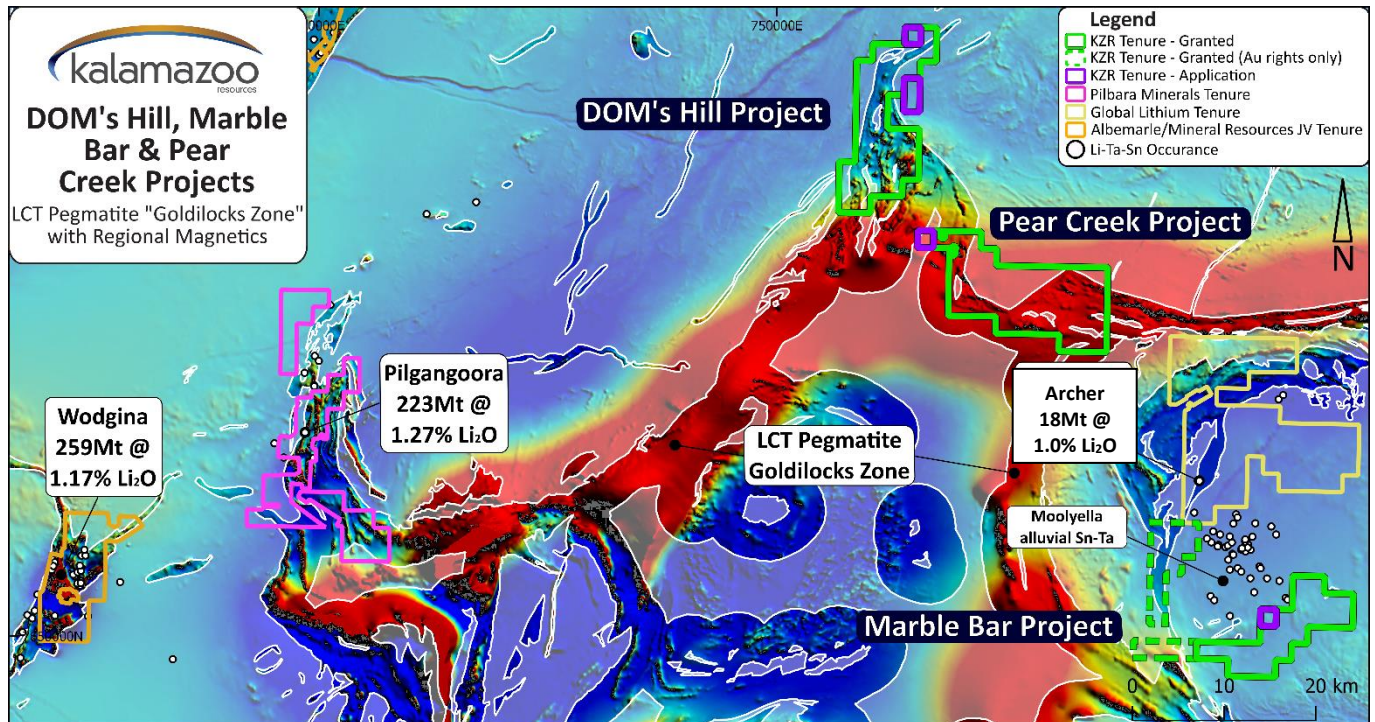 kalamazoo
resources
DOM's Hill, Marble
Bar & Pear
Creek Projects
LCT Pegmatite "Goldilocks Zone"
with Regional Magnetics
750000E
DOM's Hill Project
Legend
KZR Tenure - Granted
KZR Tenure - Granted (Au rights only)
KZR Tenure - Application
Pilbara Minerals Tenure
Global Lithium Tenure
Albemarle/Mineral Resources JV Tenure
Li-Ta-Sn Occurance
Pear Creek Project
N
Pilgangoora
223Mt @
1.27% Li₂O
Wodgina
259Mt @
1.17% Li₂O
Archer
18Mt @
1.0% Li₂O
LCT Pegmatite
Goldilocks Zone
Moolyella
alluvial Sn-Ta
Marble Bar Project
0 10 20 km